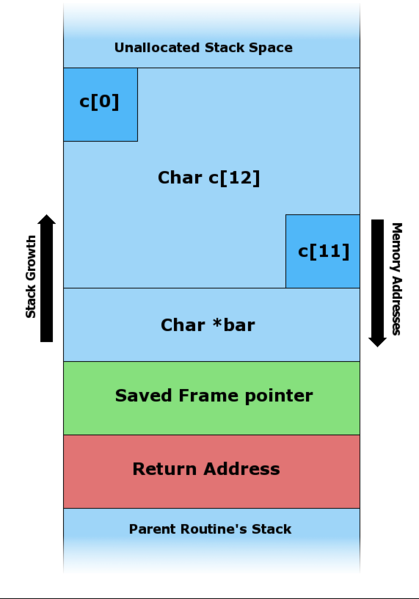 Unallocated Stack Space
c[0]
Char c[12]
c[11]
Stack Growth
Memory Addresses
Char *bar
Saved Frame pointer
Return Address
Parent Routine's Stack